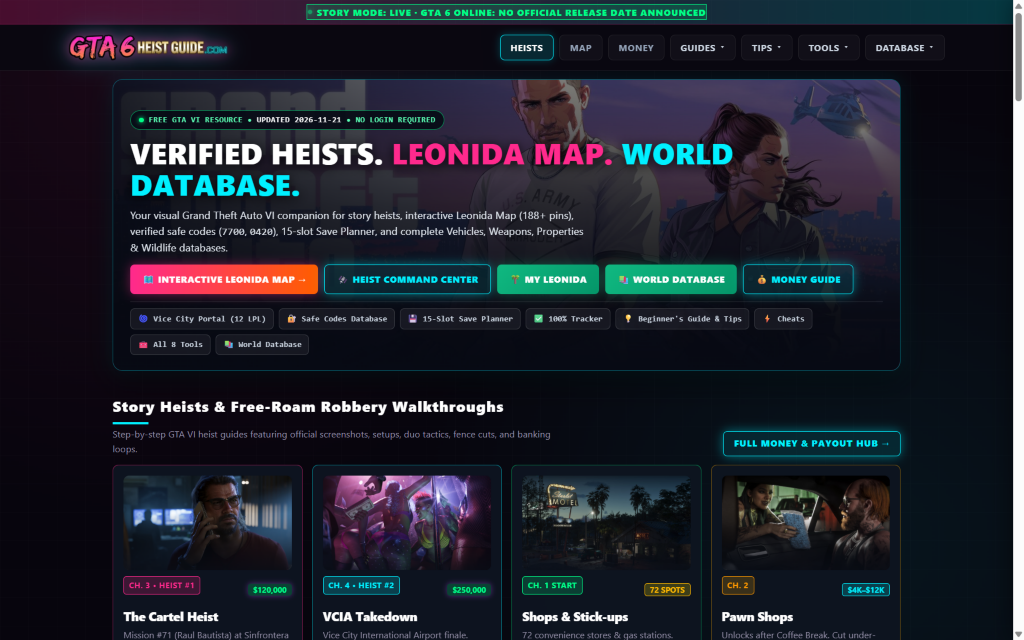 STORY MODE: LIVE · GTA 6 ONLINE: NO OFFICIAL RELEASE DATE ANNOUNCED
GTA 6 HEIST GUIDE.COM
HEISTS
MAP
MONEY
GUIDES
TIPS
TOOLS
DATABASE
FREE GTA VI RESOURCE • UPDATED 2026-11-21 • NO LOGIN REQUIRED
VERIFIED HEISTS. LEONIDA MAP. WORLD
DATABASE.
Your visual Grand Theft Auto VI companion for story heists, interactive Leonida Map (188+ pins),
verified safe codes (7700, 0420), 15-slot Save Planner, and complete Vehicles, Weapons, Properties
& Wildlife databases.
INTERACTIVE LEONIDA MAP →
HEIST COMMAND CENTER
MY LEONIDA
WORLD DATABASE
MONEY GUIDE
Vice City Portal (12 LPL)
Safe Codes Database
15-Slot Save Planner
100% Tracker
Beginner's Guide & Tips
Cheats
All 8 Tools
World Database
Story Heists & Free-Roam Robbery Walkthroughs
Step-by-step GTA VI heist guides featuring official screenshots, setups, duo tactics, fence cuts, and banking
loops.
FULL MONEY & PAYOUT HUB →
CH. 3 • HEIST #1
$120,000
The Cartel Heist
Mission #71 (Raul Bautista) at Sinfrontera
CH. 4 • HEIST #2
$250,000
VCIA Takedown
Vice City International Airport finale.
CH. 1 START
72 SPOTS
Shops & Stick-ups
72 convenience stores & gas stations.
CH. 2
$4K–$12K
Pawn Shops
Unlocks after Coffee Break. Cut under-